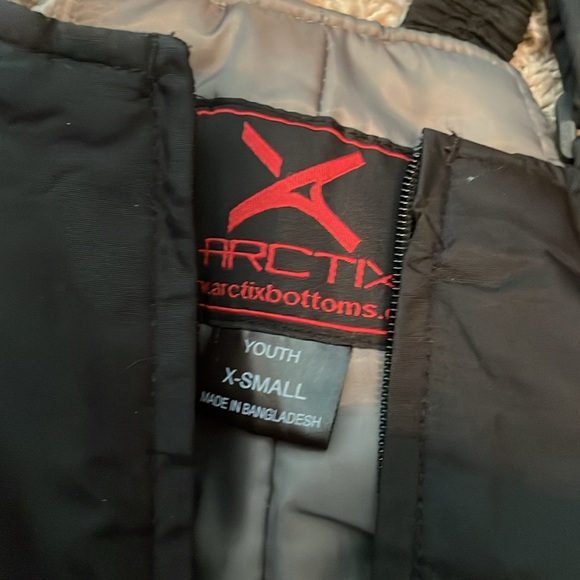 ARCTIX
.arctixbottoms.
YOUTH
X-SMALL
MADE IN BANGLADESH